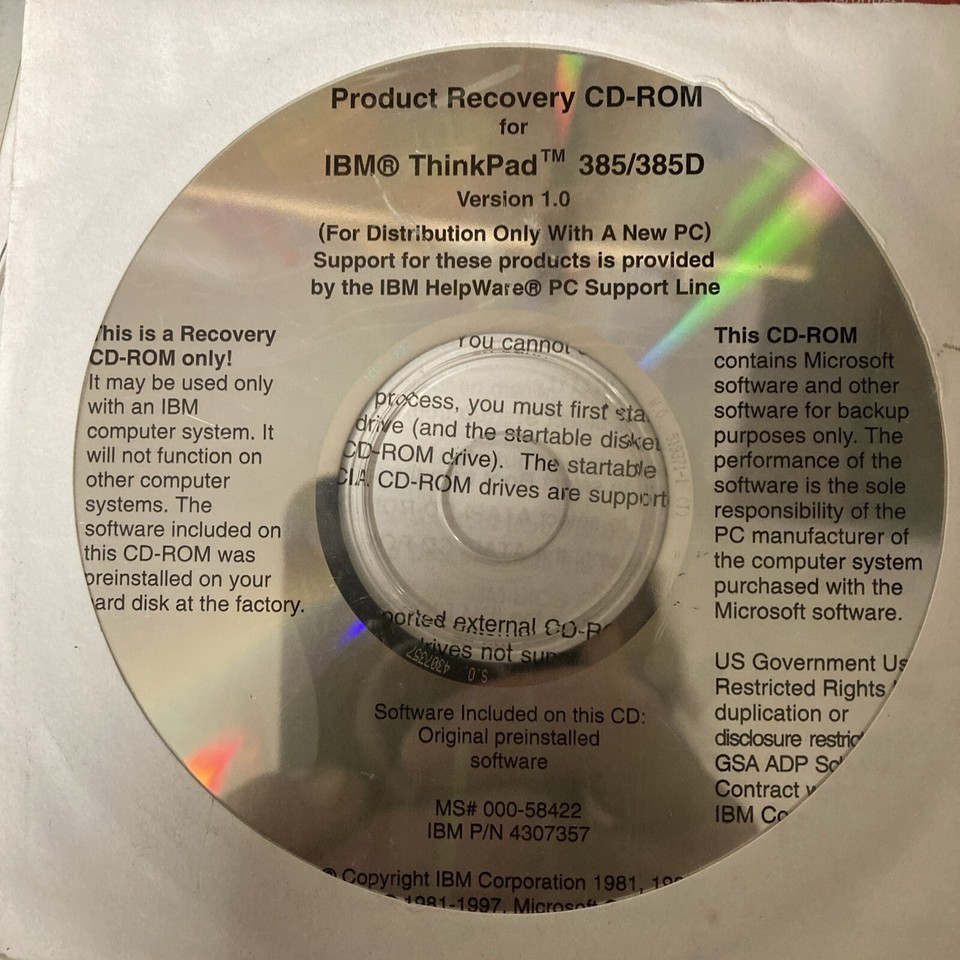 Product Recovery CD-ROM
for
IBM® ThinkPad™ 385/385D
Version 1.0
(For Distribution Only With A New PC)
Support for these products is provided
by the IBM HelpWare® PC Support Line
This is a Recovery
CD-ROM only!
It may be used only
with an IBM
computer system. It
will not function on
other computer
systems. The
software included on
this CD-ROM was
preinstalled on your
hard disk at the factory.
You cannot
process, you must first
drive (and the startable
CD-ROM drive). The startable
CD-ROM drives are
external
not
S.O. 4307357
This CD-ROM
contains Microsoft
software and other
software for backup
purposes only. The
performance of the
software is the sole
responsibility of the
PC manufacturer of
the computer system
purchased with the
Microsoft software.
US Government
Restricted Rights
duplication or
disclosure
GSA ADP
Contract
IBM
Software Included on this CD:
Original preinstalled
software
MS# 000-58422
IBM P/N 4307357
© Copyright IBM Corporation 1981,
1981-1997, Microsoft